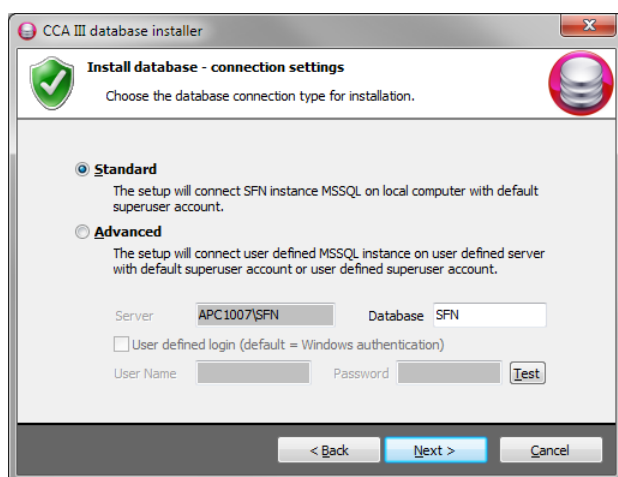 CCA III database installer
Install database - connection settings
Choose the database connection type for installation.
Standard
The setup will connect SFN instance MSSQL on local computer with default
superuser account.
Advanced
The setup will connect user defined MSSQL instance on user defined server
with default superuser account or user defined superuser account.
Server APC1007\SFN Database SFN
User defined login (default = Windows authentication)
User Name Password Test
< Back Next > Cancel